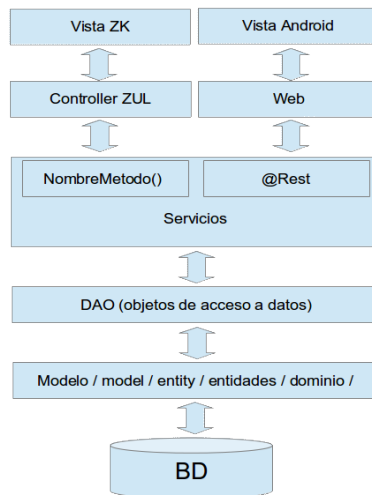 Vista ZK
Vista Android
Controller ZUL
Web
NombreMetodo()
@Rest
Servicios
DAO (objetos de acceso a datos)
Modelo / model / entity / entidades / dominio /
BD